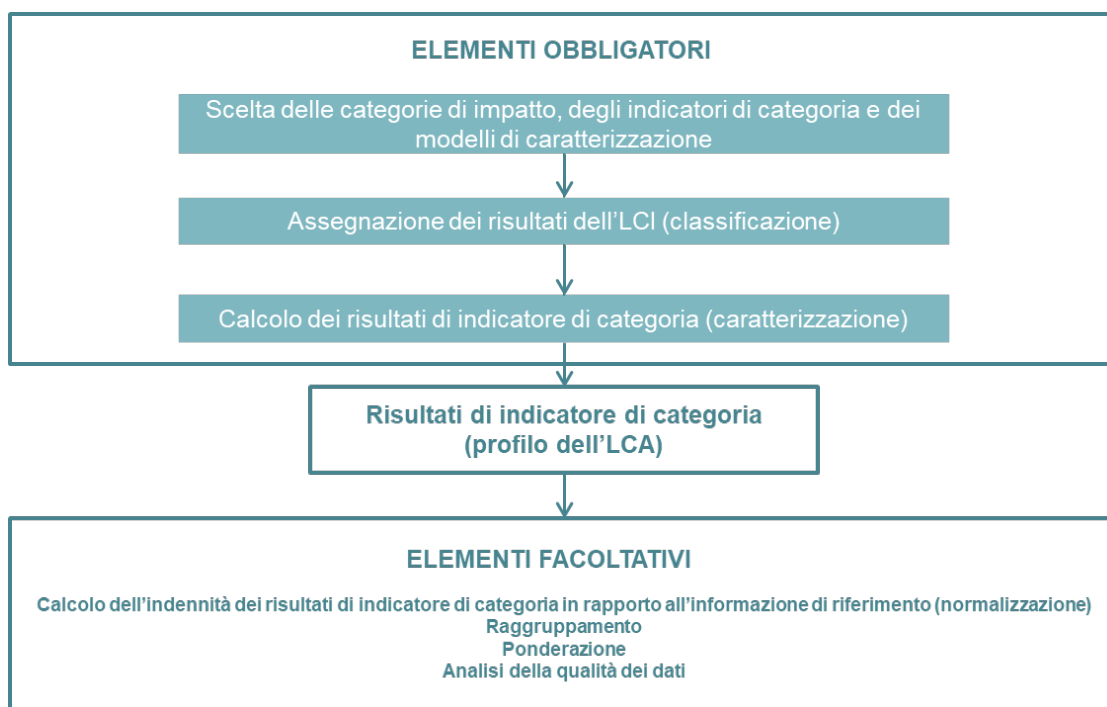 ELEMENTI OBBLIGATORI
Scelta delle categorie di impatto, degli indicatori di categoria e dei
modelli di caratterizzazione
Assegnazione dei risultati dell'LCI (classificazione)
Calcolo dei risultati di indicatore di categoria (caratterizzazione)
Risultati di indicatore di categoria
(profilo dell'LCA)
ELEMENTI FACOLTATIVI
Calcolo dell'indennità dei risultati di indicatore di categoria in rapporto all'informazione di riferimento (normalizzazione)
Raggruppamento
Ponderazione
Analisi della qualità dei dati